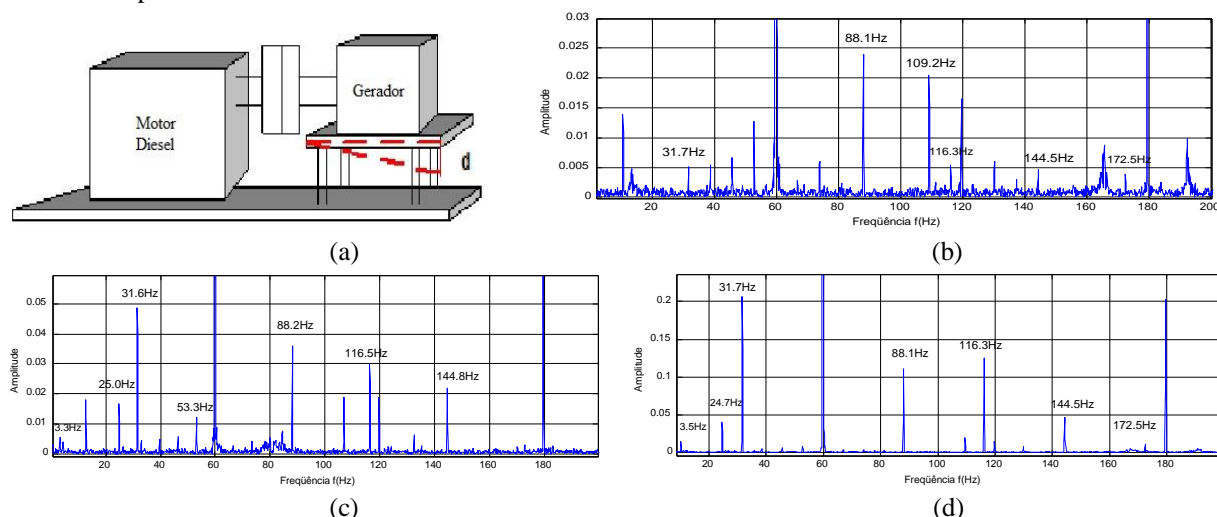 Motor
Diesel
Gerador
d
(a)
0.03
0.025
0.02
0.015
0.01
0.005
0
Amplitude
88.1Hz
109.2Hz
31.7Hz
116.3Hz
144.5Hz
172.5Hz
20 40 60 80 100 120 140 160 180 200
Freqüência f(Hz)
(b)
0.05
0.04
0.03
0.02
0.01
0
Amplitude
31.6Hz
88.2Hz
116.5Hz
25.0Hz
144.8Hz
53.3Hz
3.3Hz
20 40 60 80 100 120 140 160 180
Freqüência f(Hz)
(c)
0.2
0.15
0.1
0.05
0
Amplitude
31.7Hz
88.1Hz
116.3Hz
24.7Hz
144.5Hz
3.5Hz
172.5Hz
20 40 60 80 100 120 140 160 180
Freqüência f(Hz)
(d)